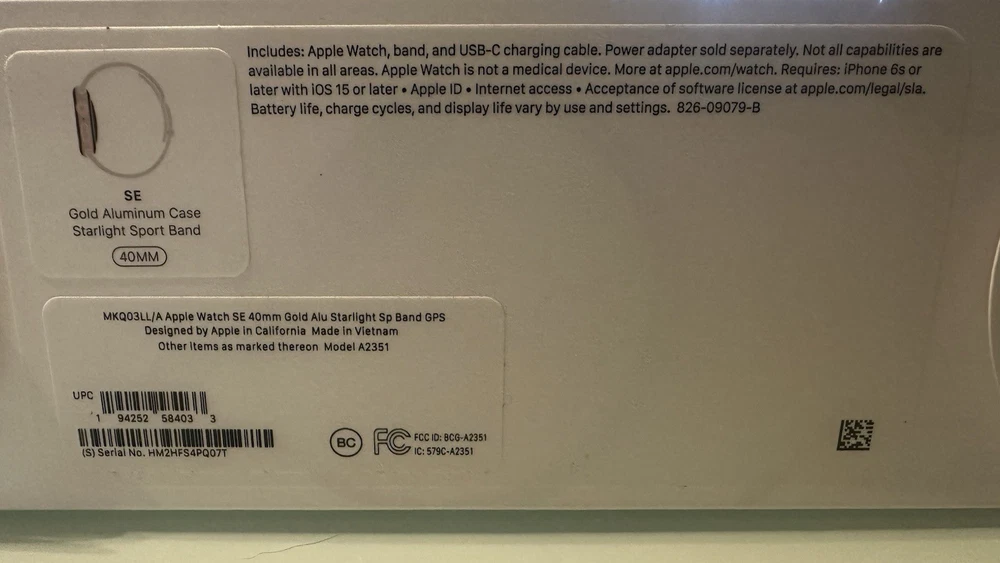 Includes: Apple Watch, band, and USB-C charging cable. Power adapter sold separately. Not all capabilities are
available in all areas. Apple Watch is not a medical device. More at apple.com/watch. Requires: iPhone 6s or
later with iOS 15 or later • Apple ID • Internet access • Acceptance of software license at apple.com/legal/sla.
Battery life, charge cycles, and display life vary by use and settings. 826-09079-B
SE
Gold Aluminum Case
Starlight Sport Band
40MM
MKQ03LL/A Apple Watch SE 40mm Gold Alu Starlight Sp Band GPS
Designed by Apple in California Made in Vietnam
Other items as marked thereon Model A2351
UPC
1 94252 58403 3
(S) Serial No. HM2HFS4PQ07T
BC
FC
FCC ID: BCG-A2351
IC: 579C-A2351